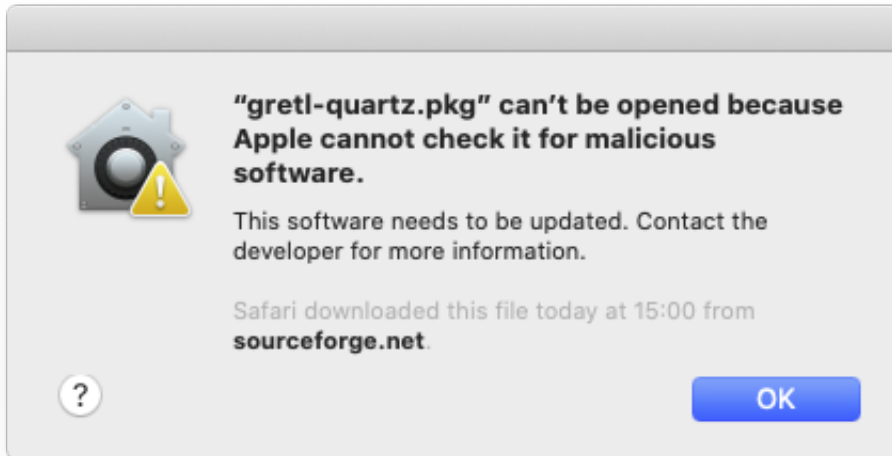 “gretl-quartz.pkg” can’t be opened because
Apple cannot check it for malicious
software.
This software needs to be updated. Contact the
developer for more information.
Safari downloaded this file today at 15:00 from
sourceforge.net.
?
OK